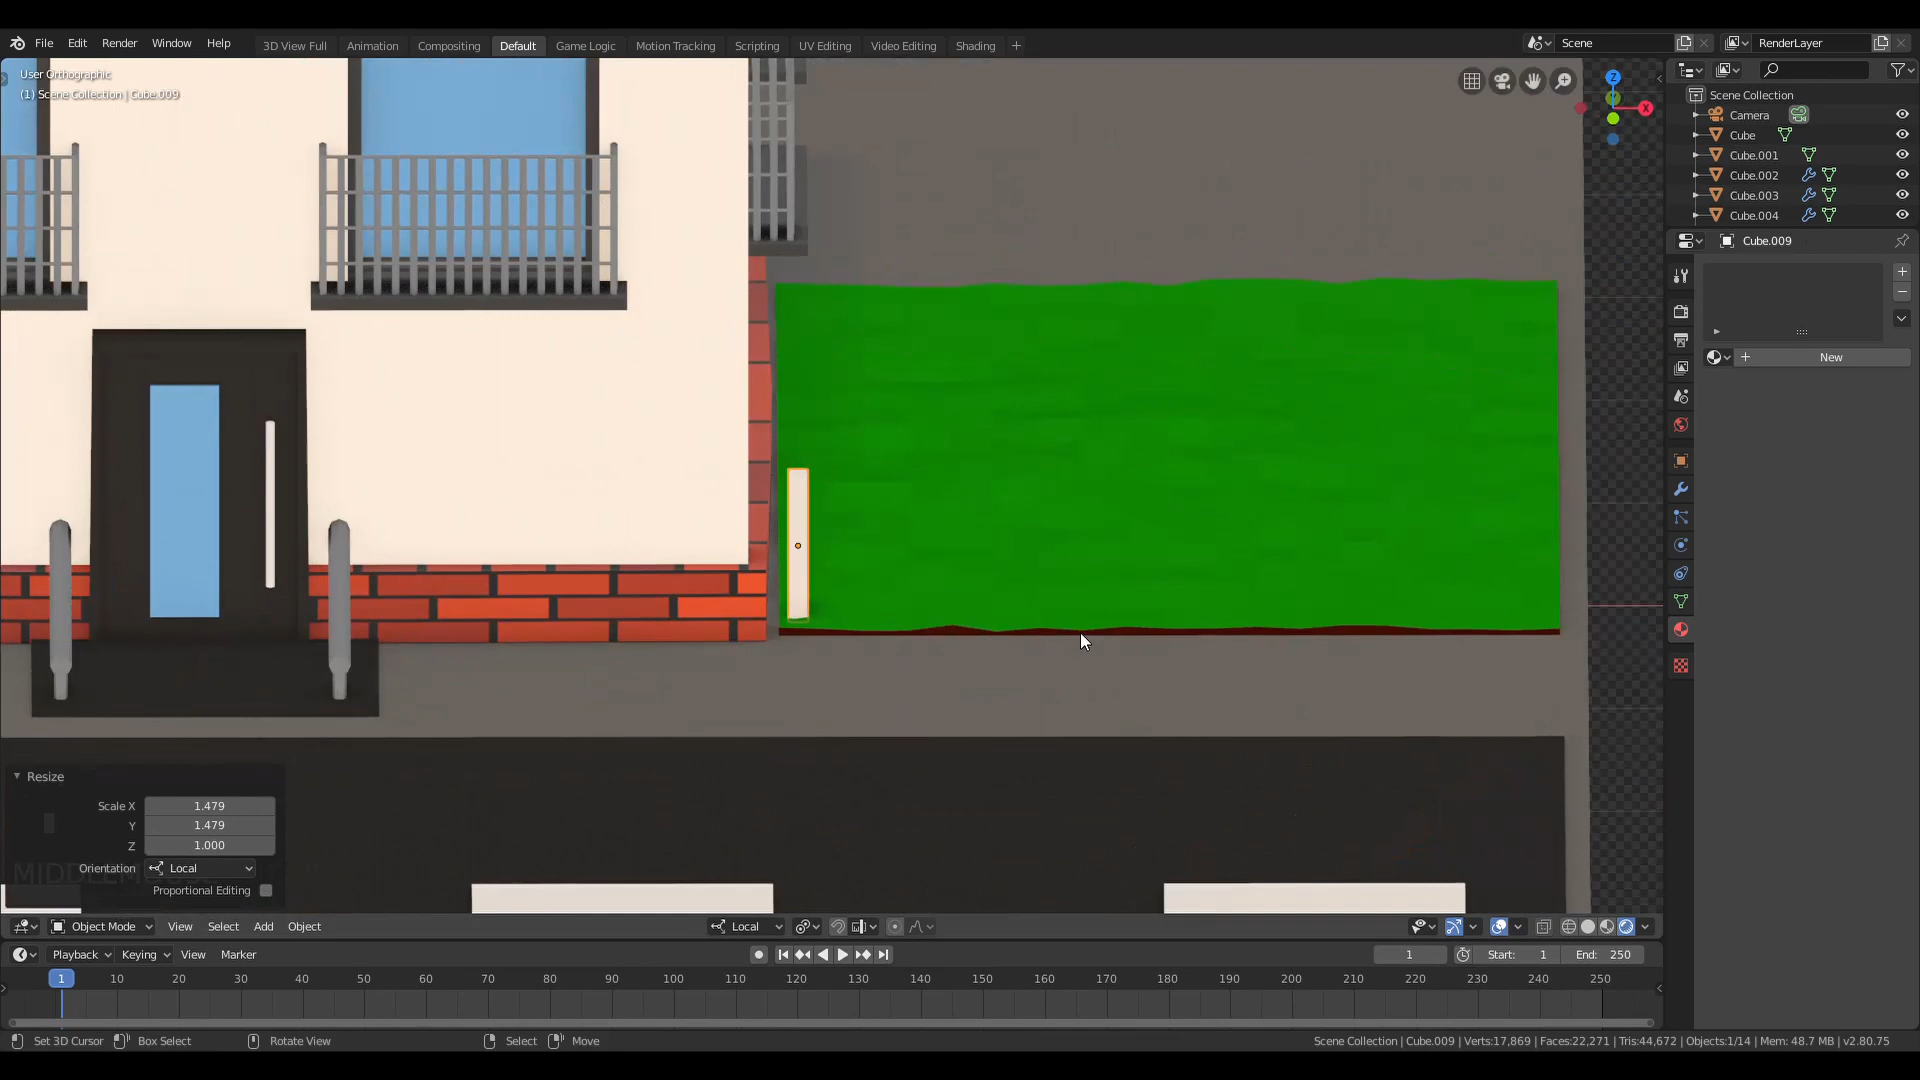 File Edit Render Window Help 3D View Full Animation Compositing Default Game Logic Motion Tracking Scripting UV Editing Video Editing Shading + Scene RenderLayer
User Orthographic
(1) Scene Collection | Cube.009
X
Z
Scene Collection
Camera
Cube
Cube.001
Cube.002
Cube.003
Cube.004
Cube.009
+ New
Resize
Scale X 1.479
Y 1.479
Z 1.000
Orientation Local
Proportional Editing
Object Mode View Select Add Object Local
Playback Keying View Marker 1 Start: 1 End: 250
1 10 20 30 40 50 60 70 80 90 100 110 120 130 140 150 160 170 180 190 200 210 220 230 240 250
Set 3D Cursor Box Select Rotate View Select Move Scene Collection | Cube.009 | Verts:17,869 | Faces:22,271 | Tris:44,672 | Objects:1/14 | Mem: 48.7 MB | v2.80.75